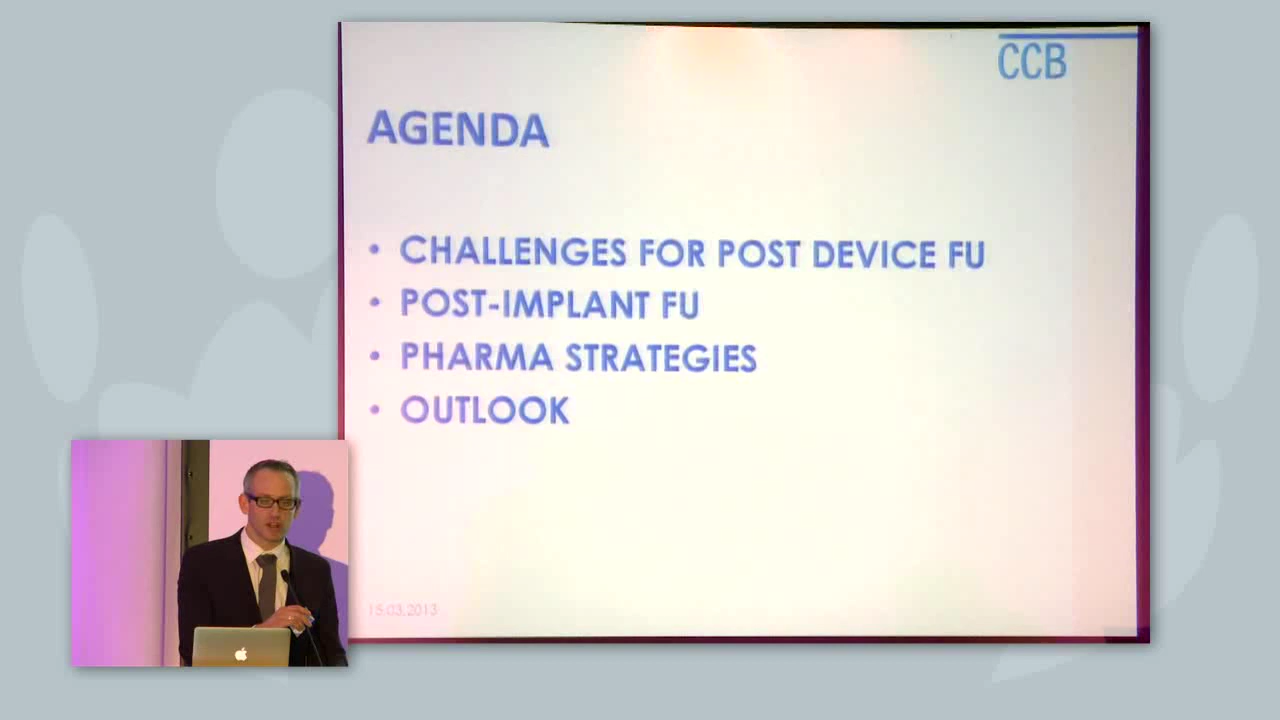 CCB
AGENDA
• CHALLENGES FOR POST DEVICE FU
• POST-IMPLANT FU
• PHARMA STRATEGIES
• OUTLOOK
15.03.2013